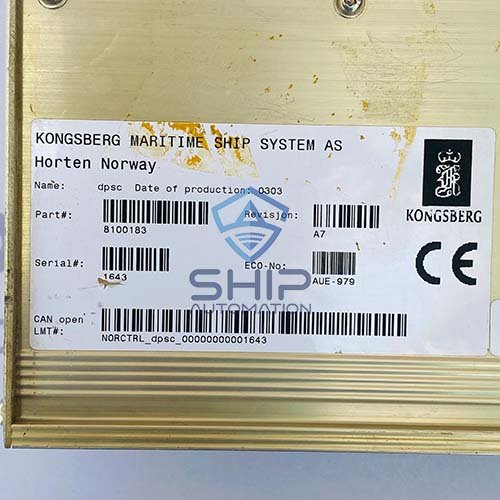 KONGSBERG MARITIME SHIP SYSTEM AS
Horten Norway
Name: dpsc Date of production: 0303
Part#: Revision:
8100183 A7
KONGSBERG
Serial#: ECO-No:
1643 AUE-979
CE
SHIP
AUTOMATION
CAN open
LMT#:
NORCTRL_dpsc_00000000001643